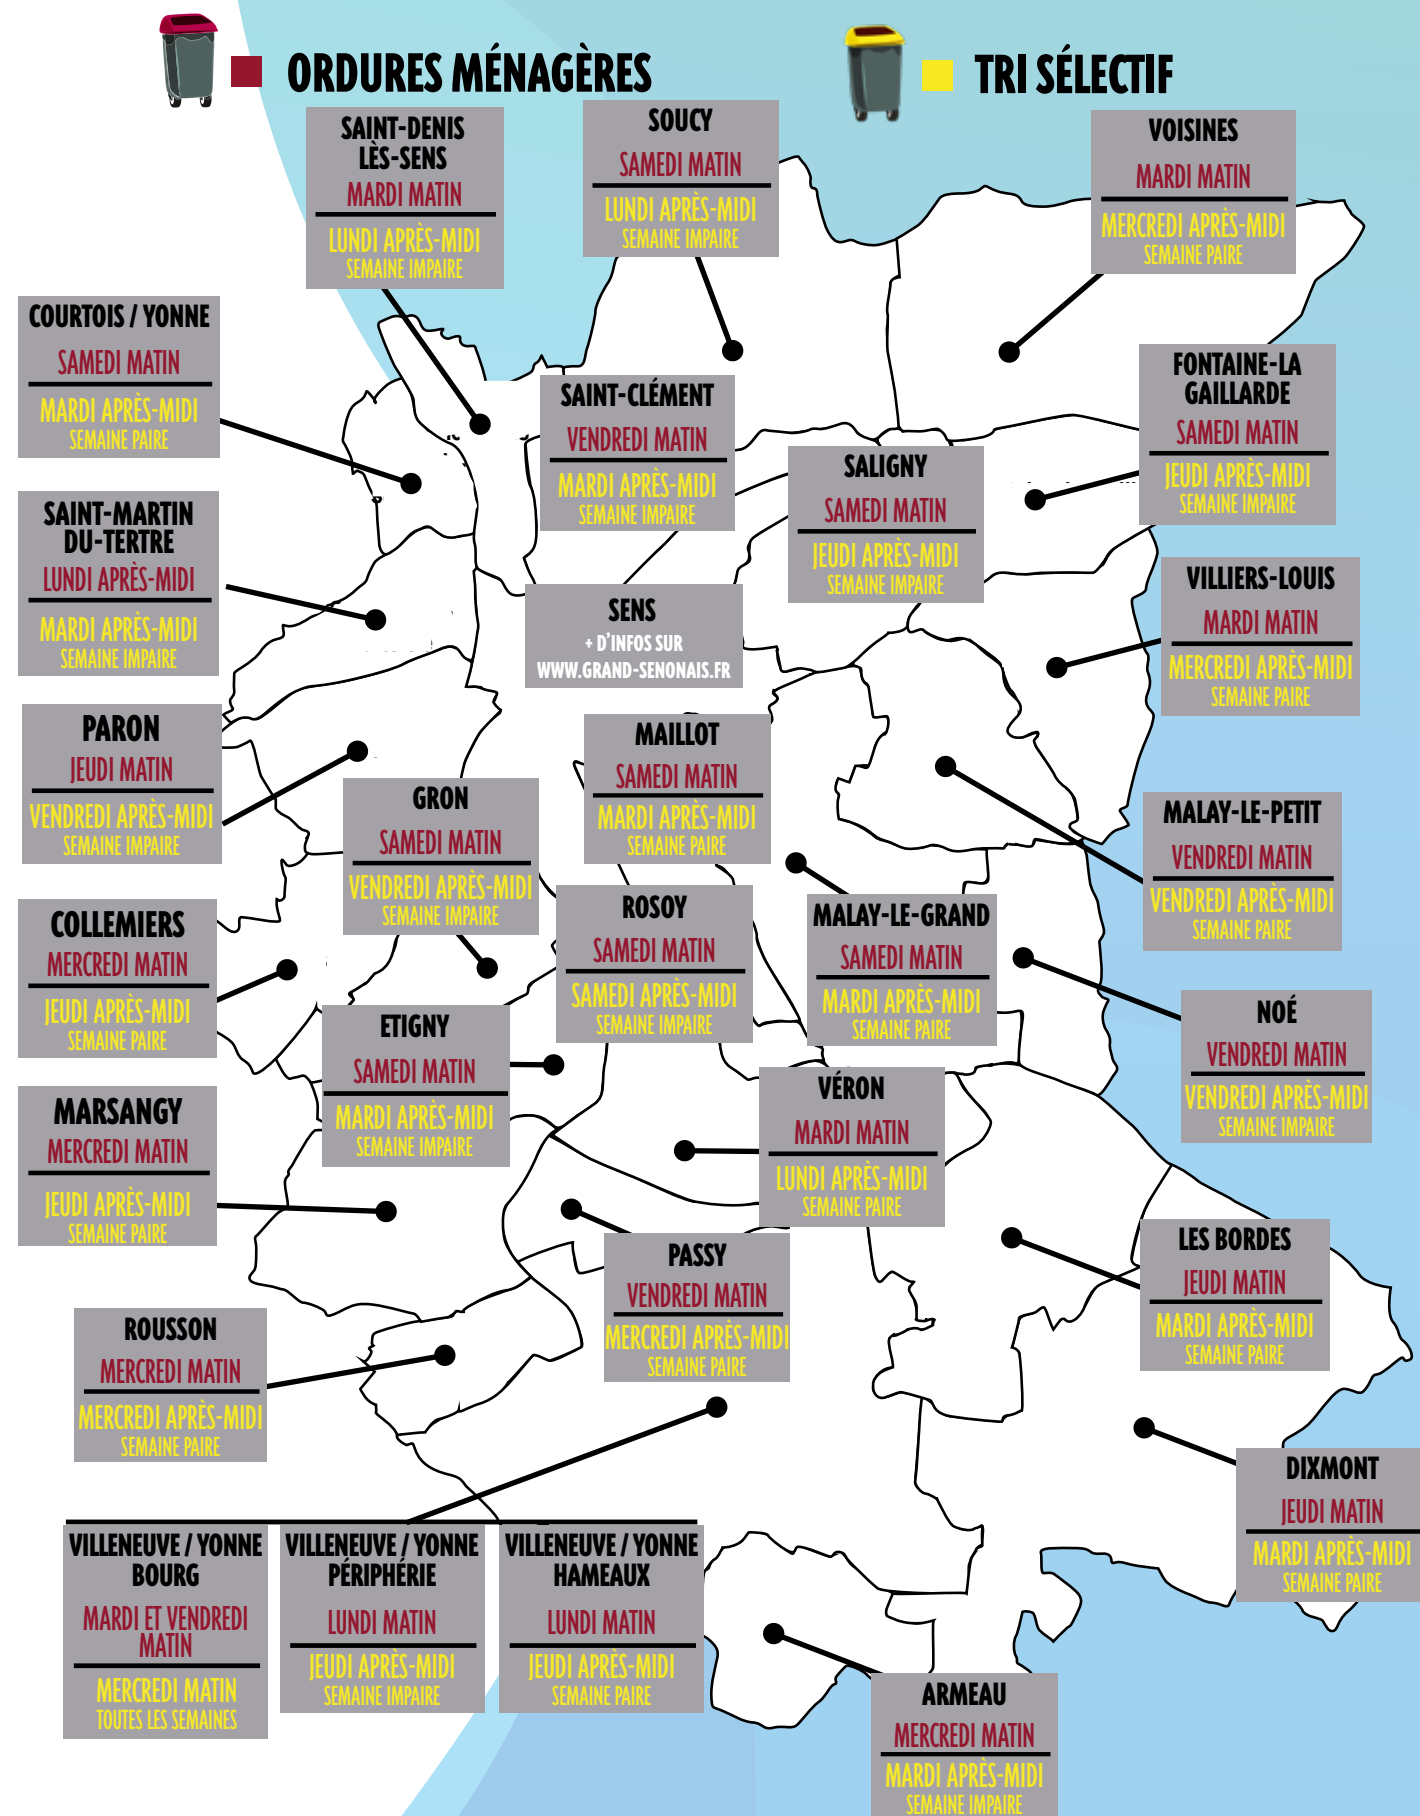 ORDURES MÉNAGÈRES
TRI SÉLECTIF
SAINT-DENIS
LÈS-SENS
MARDI MATIN
LUNDI APRÈS-MIDI
SEMAINE IMPAIRE
SOUCY
SAMEDI MATIN
LUNDI APRÈS-MIDI
SEMAINE IMPAIRE
VOISINES
MARDI MATIN
MERCREDI APRÈS-MIDI
SEMAINE PAIRE
COURTOIS / YONNE
SAMEDI MATIN
MARDI APRÈS-MIDI
SEMAINE PAIRE
SAINT-CLÉMENT
VENDREDI MATIN
MARDI APRÈS-MIDI
SEMAINE IMPAIRE
FONTAINE-LA
GAILLARDE
SAMEDI MATIN
JEUDI APRÈS-MIDI
SEMAINE IMPAIRE
SALIGNY
SAMEDI MATIN
JEUDI APRÈS-MIDI
SEMAINE IMPAIRE
SAINT-MARTIN
DU-TERTRE
LUNDI APRÈS-MIDI
MARDI APRÈS-MIDI
SEMAINE IMPAIRE
SENS
+ D'INFOS SUR
WWW.GRAND-SENONAIS.FR
VILLIERS-LOUIS
MARDI MATIN
MERCREDI APRÈS-MIDI
SEMAINE PAIRE
PARON
JEUDI MATIN
VENDREDI APRÈS-MIDI
SEMAINE IMPAIRE
MAILLOT
SAMEDI MATIN
MARDI APRÈS-MIDI
SEMAINE PAIRE
GRON
SAMEDI MATIN
VENDREDI APRÈS-MIDI
SEMAINE IMPAIRE
MALAY-LE-PETIT
VENDREDI MATIN
VENDREDI APRÈS-MIDI
SEMAINE PAIRE
COLLEMIERS
MERCREDI MATIN
JEUDI APRÈS-MIDI
SEMAINE PAIRE
ROSOY
SAMEDI MATIN
SAMEDI APRÈS-MIDI
SEMAINE IMPAIRE
MALAY-LE-GRAND
SAMEDI MATIN
MARDI APRÈS-MIDI
SEMAINE PAIRE
NOÉ
VENDREDI MATIN
VENDREDI APRÈS-MIDI
SEMAINE IMPAIRE
ETIGNY
SAMEDI MATIN
MARDI APRÈS-MIDI
SEMAINE IMPAIRE
VÉRON
MARDI MATIN
LUNDI APRÈS-MIDI
SEMAINE PAIRE
MARSANGY
MERCREDI MATIN
JEUDI APRÈS-MIDI
SEMAINE PAIRE
PASSY
VENDREDI MATIN
MERCREDI APRÈS-MIDI
SEMAINE PAIRE
LES BORDES
JEUDI MATIN
MARDI APRÈS-MIDI
SEMAINE PAIRE
ROUSSON
MERCREDI MATIN
MERCREDI APRÈS-MIDI
SEMAINE PAIRE
DIXMONT
JEUDI MATIN
MARDI APRÈS-MIDI
SEMAINE PAIRE
VILLENEUVE / YONNE
BOURG
MARDI ET VENDREDI
MATIN
MERCREDI MATIN
TOUTES LES SEMAINES
VILLENEUVE / YONNE
PÉRIPHÉRIE
LUNDI MATIN
JEUDI APRÈS-MIDI
SEMAINE IMPAIRE
VILLENEUVE / YONNE
HAMEAUX
LUNDI MATIN
JEUDI APRÈS-MIDI
SEMAINE PAIRE
ARMEAU
MERCREDI MATIN
MARDI APRÈS-MIDI
SEMAINE IMPAIRE